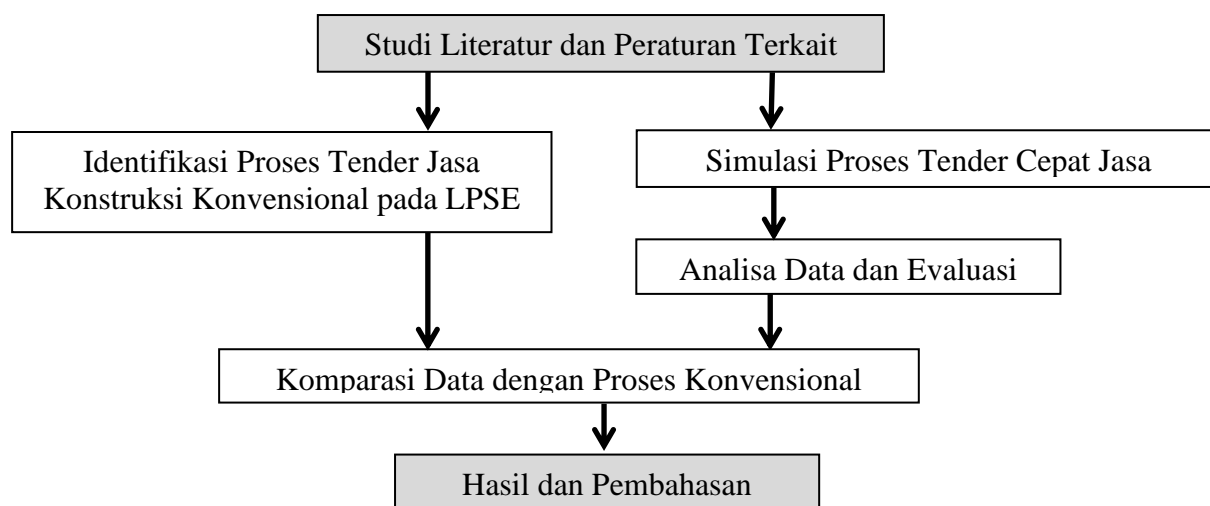 Studi Literatur dan Peraturan Terkait
Identifikasi Proses Tender Jasa
Konstruksi Konvensional pada LPSE
Simulasi Proses Tender Cepat Jasa
Analisa Data dan Evaluasi
Komparasi Data dengan Proses Konvensional
Hasil dan Pembahasan